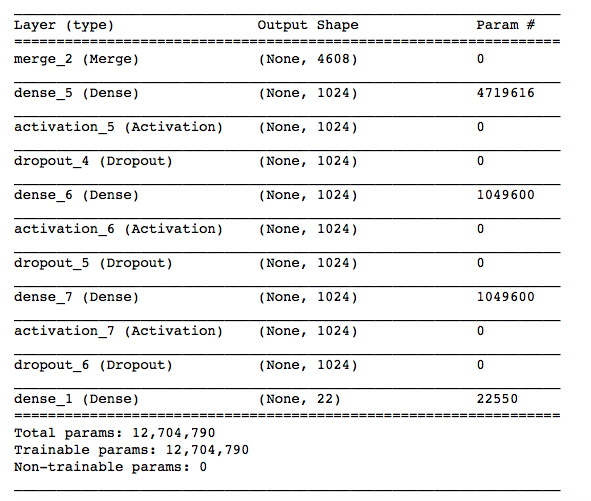 Layer (type) Output Shape Param #
=================================================================
merge_2 (Merge) (None, 4608) 0
_________________________________________________________________
dense_5 (Dense) (None, 1024) 4719616
_________________________________________________________________
activation_5 (Activation) (None, 1024) 0
_________________________________________________________________
dropout_4 (Dropout) (None, 1024) 0
_________________________________________________________________
dense_6 (Dense) (None, 1024) 1049600
_________________________________________________________________
activation_6 (Activation) (None, 1024) 0
_________________________________________________________________
dropout_5 (Dropout) (None, 1024) 0
_________________________________________________________________
dense_7 (Dense) (None, 1024) 1049600
_________________________________________________________________
activation_7 (Activation) (None, 1024) 0
_________________________________________________________________
dropout_6 (Dropout) (None, 1024) 0
_________________________________________________________________
dense_1 (Dense) (None, 22) 22550
=================================================================
Total params: 12,704,790
Trainable params: 12,704,790
Non-trainable params: 0
_________________________________________________________________